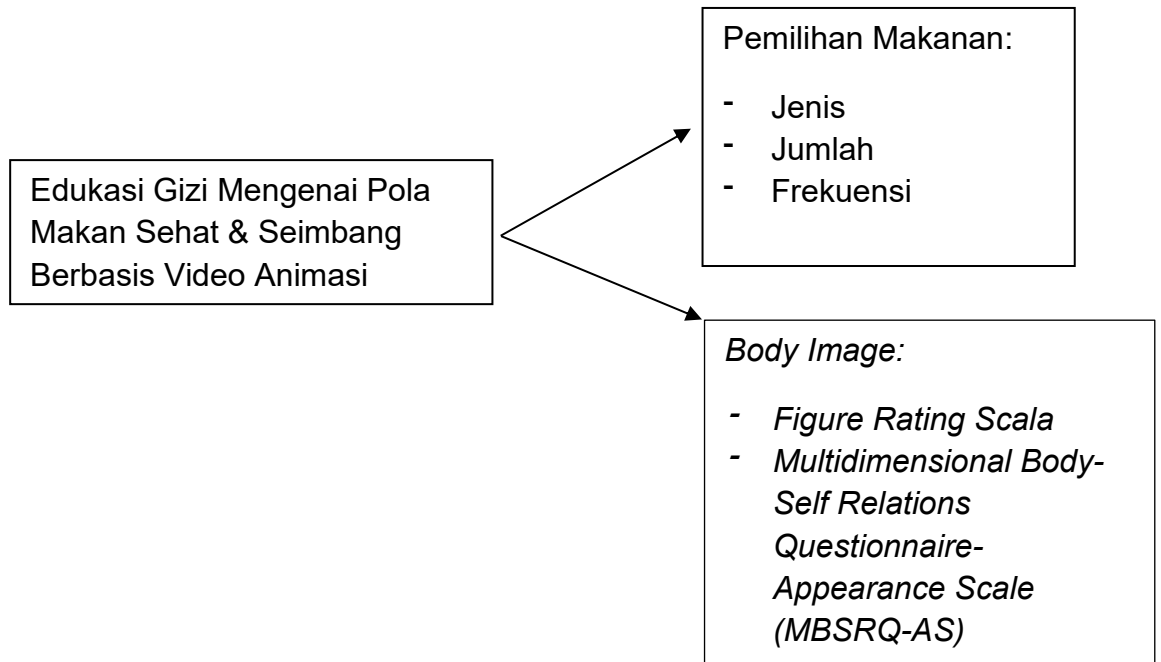 Edukasi Gizi Mengenai Pola
Makan Sehat & Seimbang
Berbasis Video Animasi
Pemilihan Makanan:
- Jenis
- Jumlah
- Frekuensi
Body Image:
- Figure Rating Scala
- Multidimensional Body-
Self Relations
Questionnaire-
Appearance Scale
(MBSRQ-AS)